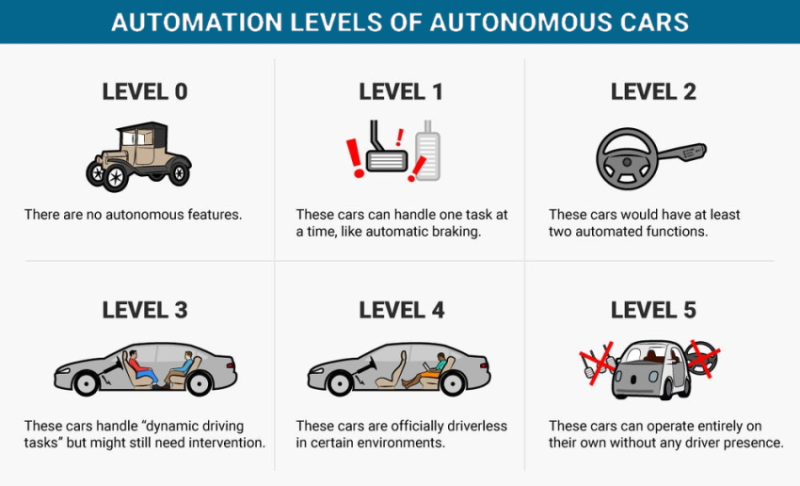 AUTOMATION LEVELS OF AUTONOMOUS CARS
LEVEL 0
There are no autonomous features.
LEVEL 1
These cars can handle one task at
a time, like automatic braking.
LEVEL 2
These cars would have at least
two automated functions.
LEVEL 3
These cars handle “dynamic driving
tasks” but might still need intervention.
LEVEL 4
These cars are officially driverless
in certain environments.
LEVEL 5
These cars can operate entirely on
their own without any driver presence.